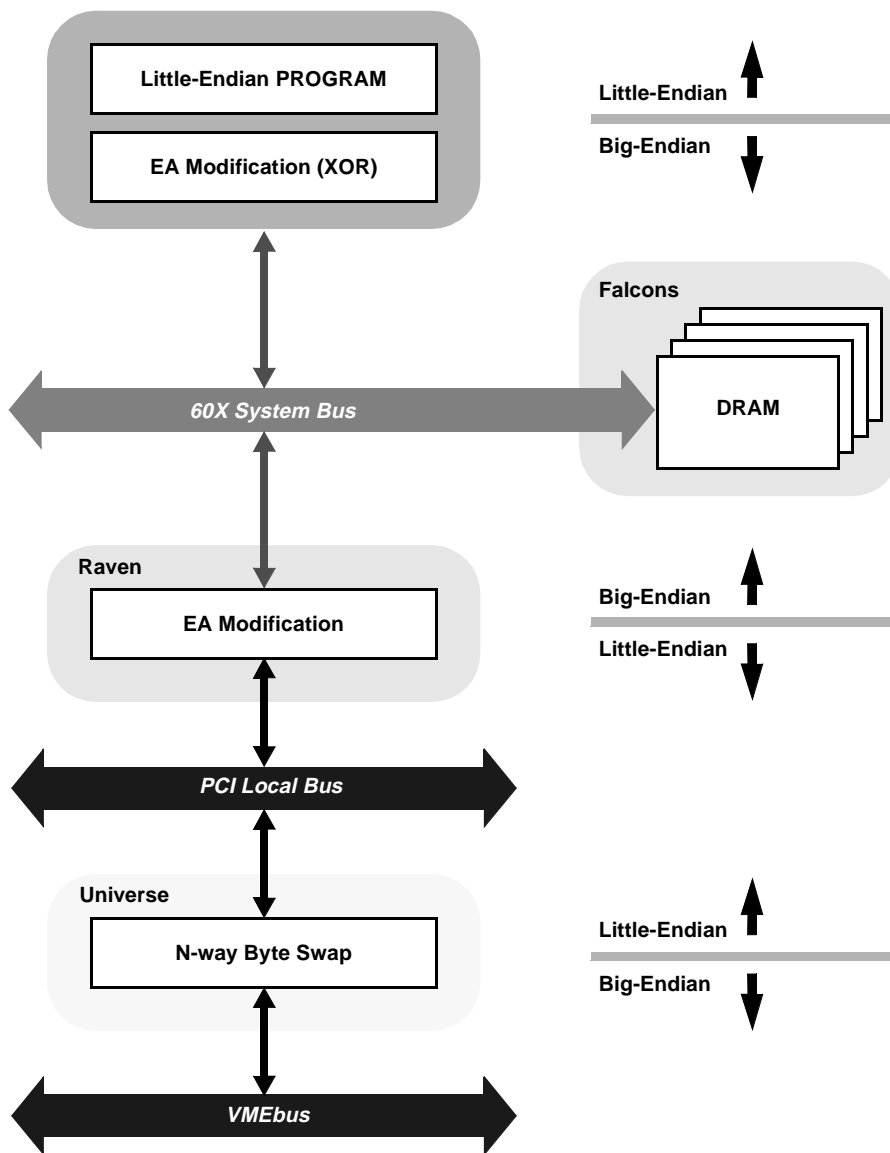 Little-Endian PROGRAM
EA Modification (XOR)
Little-Endian
Big-Endian
Falcons
DRAM
60X System Bus
Raven
EA Modification
Big-Endian
Little-Endian
PCI Local Bus
Universe
N-way Byte Swap
Little-Endian
Big-Endian
VMEbus